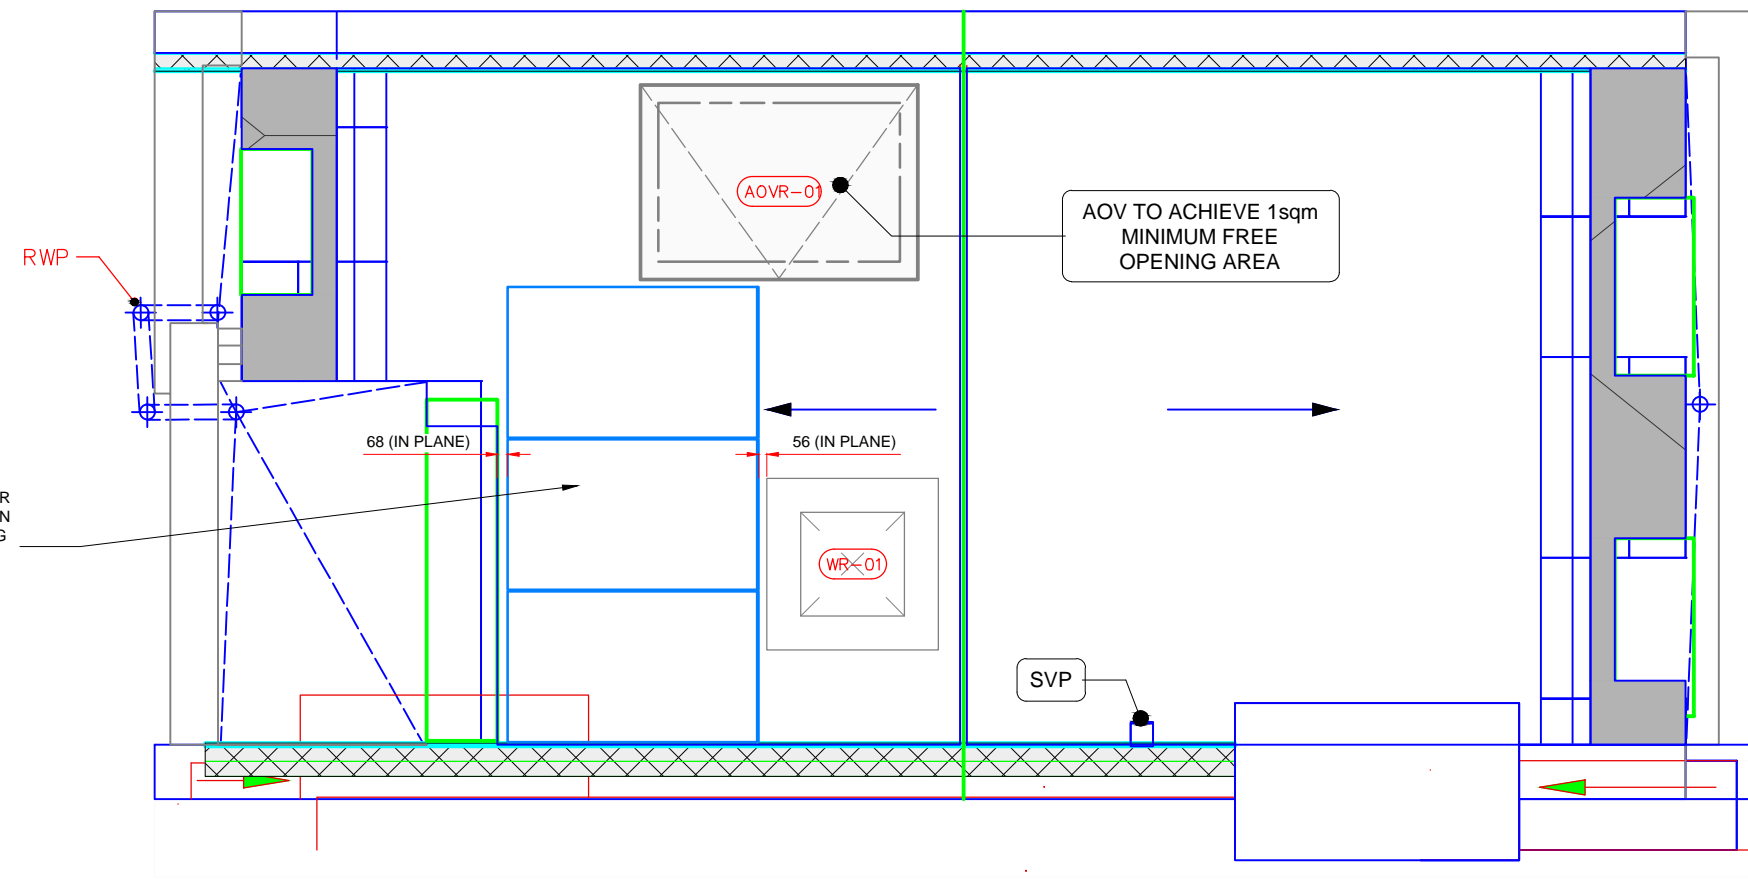 AOVR-01
AOV TO ACHIEVE 1sqm
MINIMUM FREE
OPENING AREA
RWP
68 (IN PLANE)
56 (IN PLANE)
R
N
G
WR-01
SVP